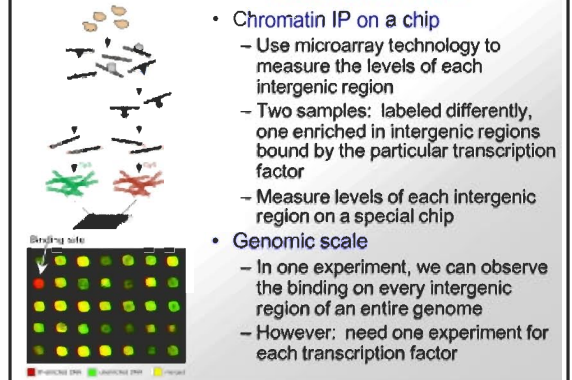 • Chromatin IP on a chip
– Use microarray technology to
measure the levels of each
intergenic region
– Two samples: labeled differently,
one enriched in intergenic regions
bound by the particular transcription
factor
– Measure levels of each intergenic
region on a special chip
• Genomic scale
– In one experiment, we can observe
the binding on every intergenic
region of an entire genome
– However: need one experiment for
each transcription factor
Binding site
merged